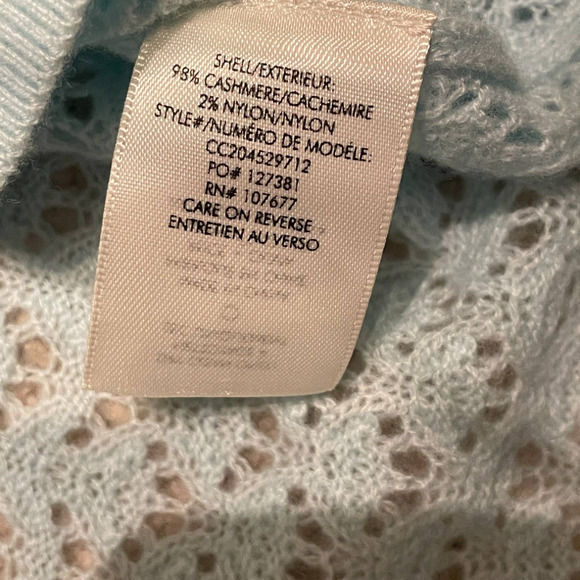 SHELL/EXTERIEUR:
98% CASHMERE/CACHEMIRE
2% NYLON/NYLON
STYLE#/NUMÉRO DE MODÈLE:
CC204529712
PO# 127381
RN# 107677
CARE ON REVERSE
ENTRETIEN AU VERSO